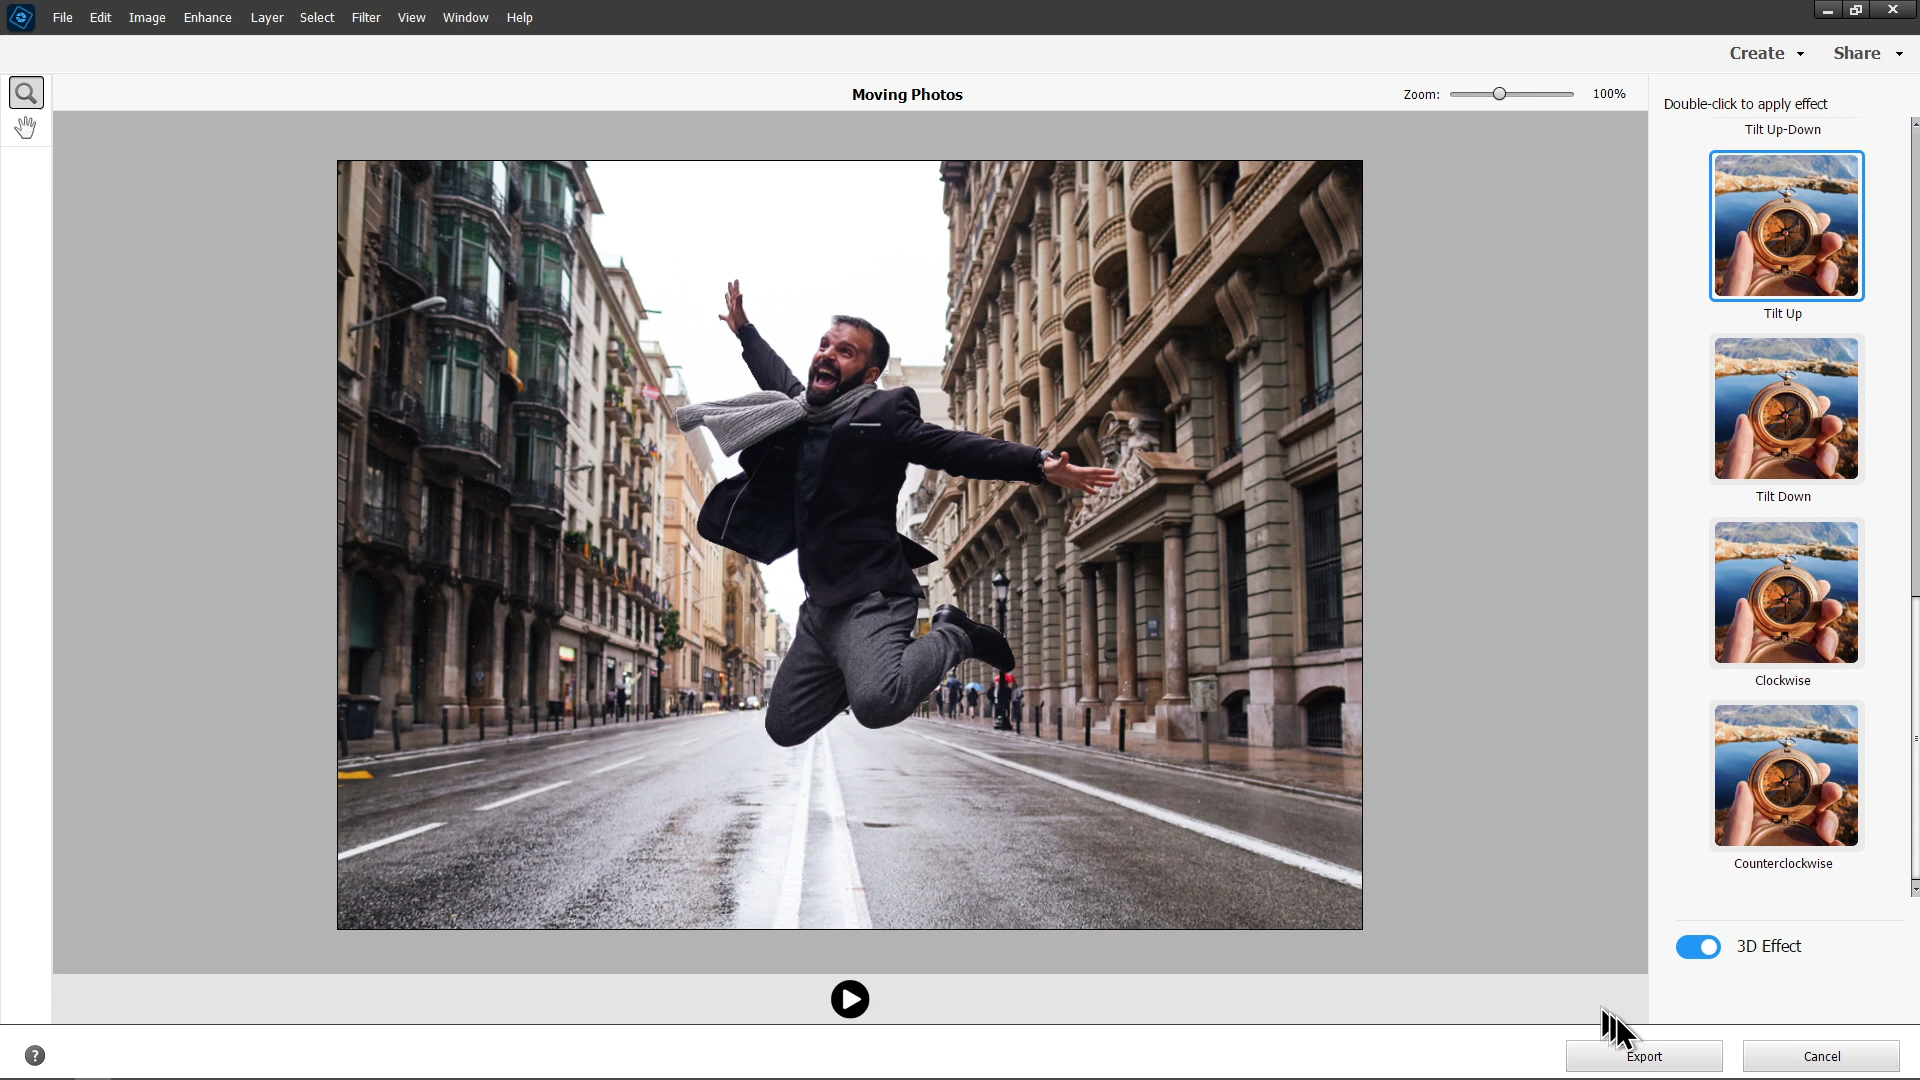 File Edit Image Enhance Layer Select Filter View Window Help
Create Share
Moving Photos
Zoom: 100%
Double-click to apply effect
Tilt Up-Down
Tilt Up
Tilt Down
Clockwise
Counterclockwise
3D Effect
Export Cancel